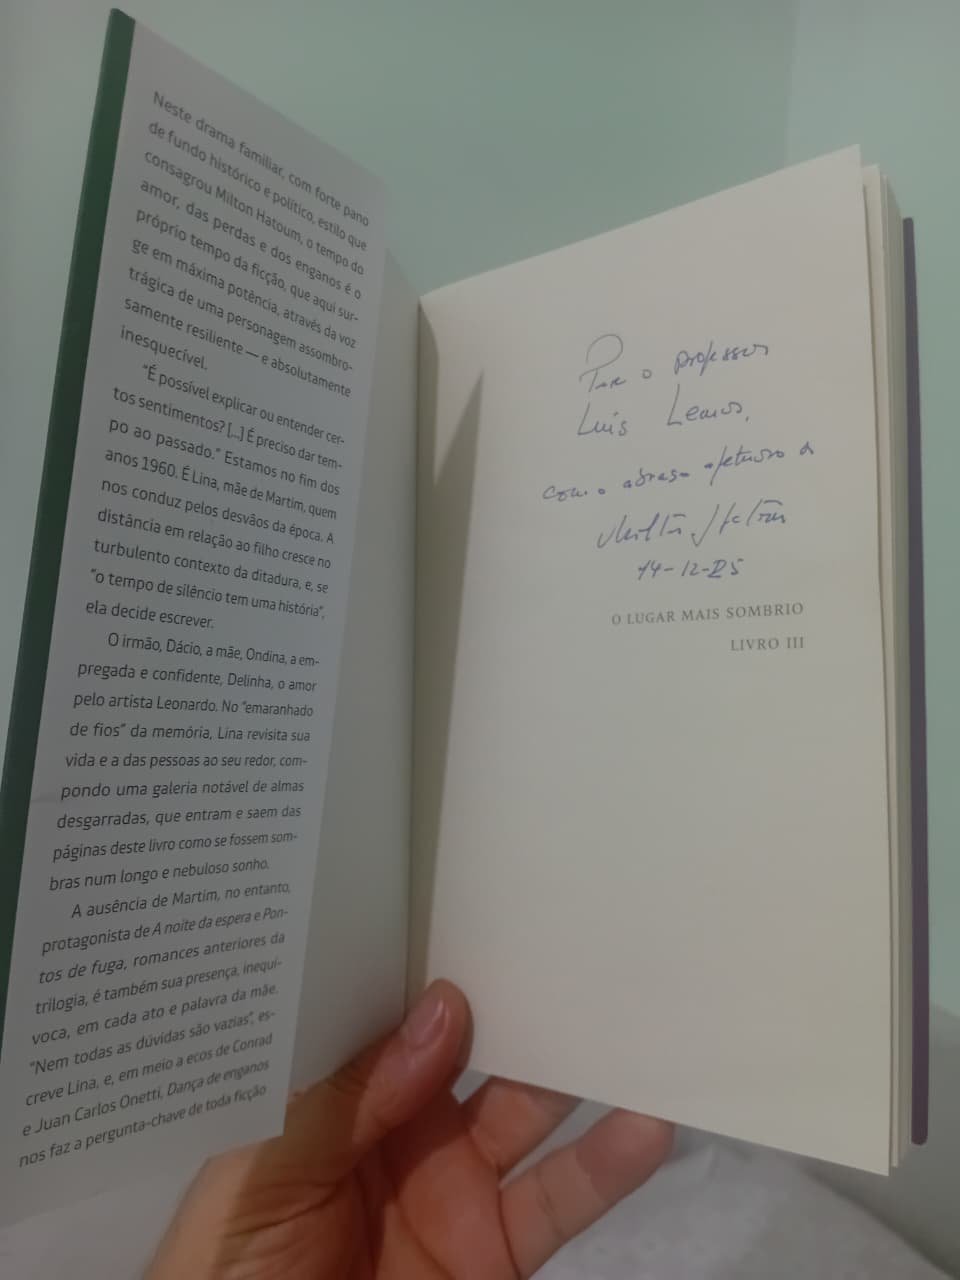 Neste drama familiar, com forte pano
de fundo histórico e político, estilo que
consagrou Milton Hatoum, o tempo do
amor, das perdas e dos enganos é o
próprio tempo da ficção, que aqui sur-
ge em máxima potência, através da voz
trágica de uma personagem assombro-
samente resiliente — e absolutamente
inesquecível.
“É possível explicar ou entender cer-
tos sentimentos? [...] É preciso dar tem-
po ao passado.” Estamos no fim dos
anos 1960. É Lina, mãe de Martim, quem
nos conduz pelos desvãos da época. A
distância em relação ao filho cresce no
turbulento contexto da ditadura, e, se
“o tempo de silêncio tem uma história”,
ela decide escrever.
O irmão, Dácio, a mãe, Ondina, a em-
pregada e confidente, Delinha, o amor
pelo artista Leonardo. No “emaranhado
de fios” da memória, Lina revisita sua
vida e a das pessoas ao seu redor, com-
pondo uma galeria notável de almas
desgarradas, que entram e saem das
páginas deste livro como se fossem som-
bras num longo e nebuloso sonho.
A ausência de Martim, no entanto,
protagonista de A noite da espera e Pon-
tos de fuga, romances anteriores da
trilogia, é também sua presença, inequí-
voca, em cada ato e palavra da mãe.
“Nem todas as dúvidas são vazias”, es-
creve Lina, e, em meio a ecos de Conrad
e Juan Carlos Onetti, Dança de enganos
nos faz a pergunta-chave de toda ficção
Para o professor
Luis Lemos,
com o abraço afetuoso do
Milton Hatoum
14-12-25
O LUGAR MAIS SOMBRIO
LIVRO III